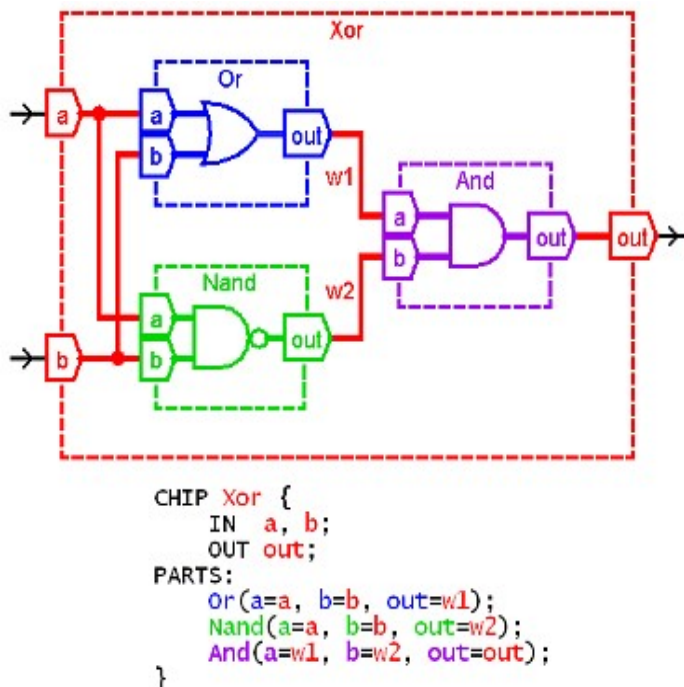 Xor
Or
a
a
out
b
w1
And
a
out
out
b
Nand
w2
a
out
b
b
CHIP Xor {
    IN  a, b;
    OUT out;
PARTS:
    Or(a=a, b=b, out=w1);
    Nand(a=a, b=b, out=w2);
    And(a=w1, b=w2, out=out);
}